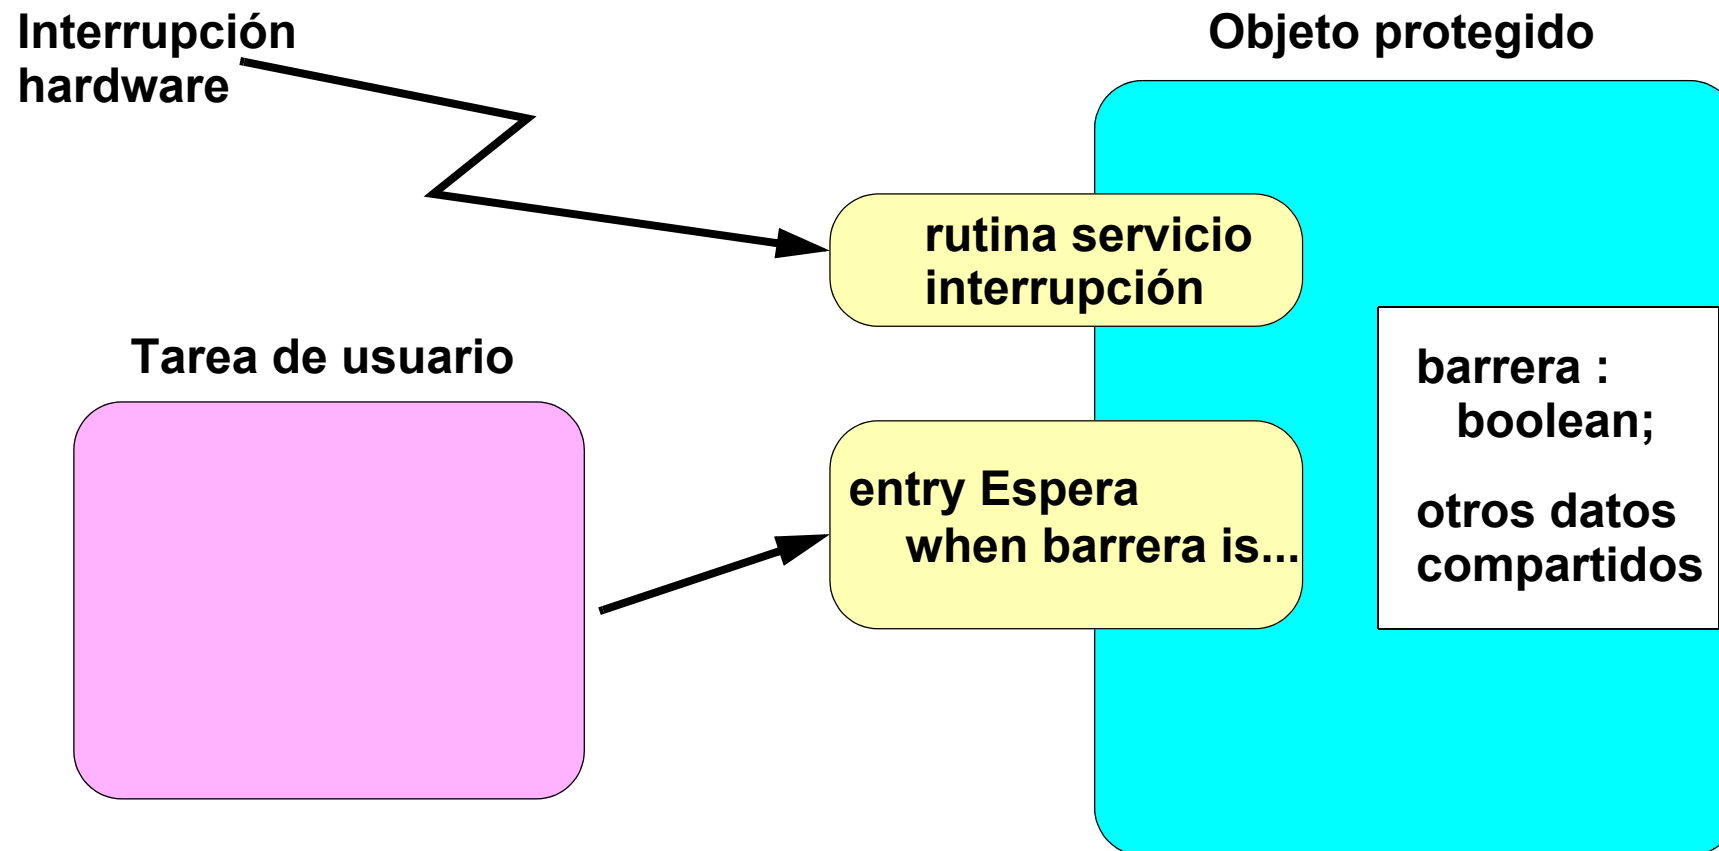 Interrupción
hardware
Objeto protegido
rutina servicio
interrupción
Tarea de usuario
barrera :
boolean;
otros datos
compartidos
entry Espera
when barrera is...